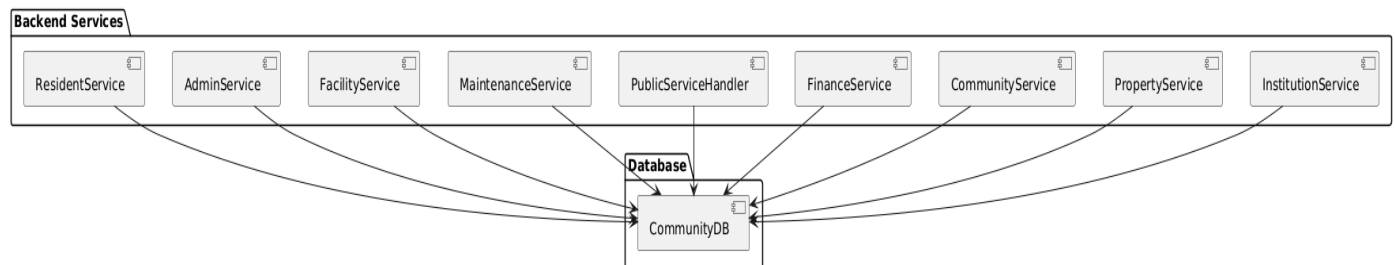 Backend Services
ResidentService
AdminService
FacilityService
MaintenanceService
PublicServiceHandler
FinanceService
CommunityService
PropertyService
InstitutionService
Database
CommunityDB